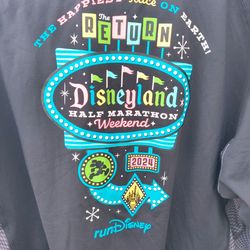 THE HAPPIEST Race ON EARTH!
The
RETURN
Disneyland
HALF MARATHON
Weekend
2024
runDisney